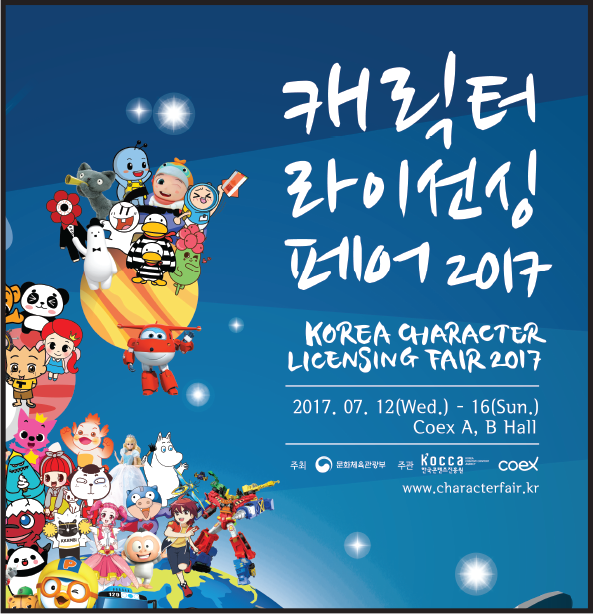 캐릭터
라이선싱
페어 2017
KOREA CHARACTER
LICENSING FAIR 2017
2017. 07. 12(Wed.) - 16(Sun.)
Coex A, B Hall
주최 문화체육관광부 주관 KOCCA 한국콘텐츠진흥원 coex
www.characterfair.kr
T
P